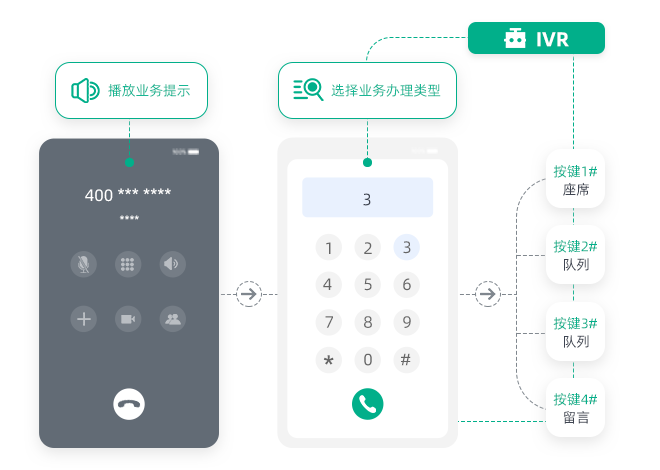 IVR
播放业务提示
选择业务办理类型
400 *** ****
****
3
1 2 3
4 5 6
7 8 9
* 0 #
按键1#
座席
按键2#
队列
按键3#
队列
按键4#
留言